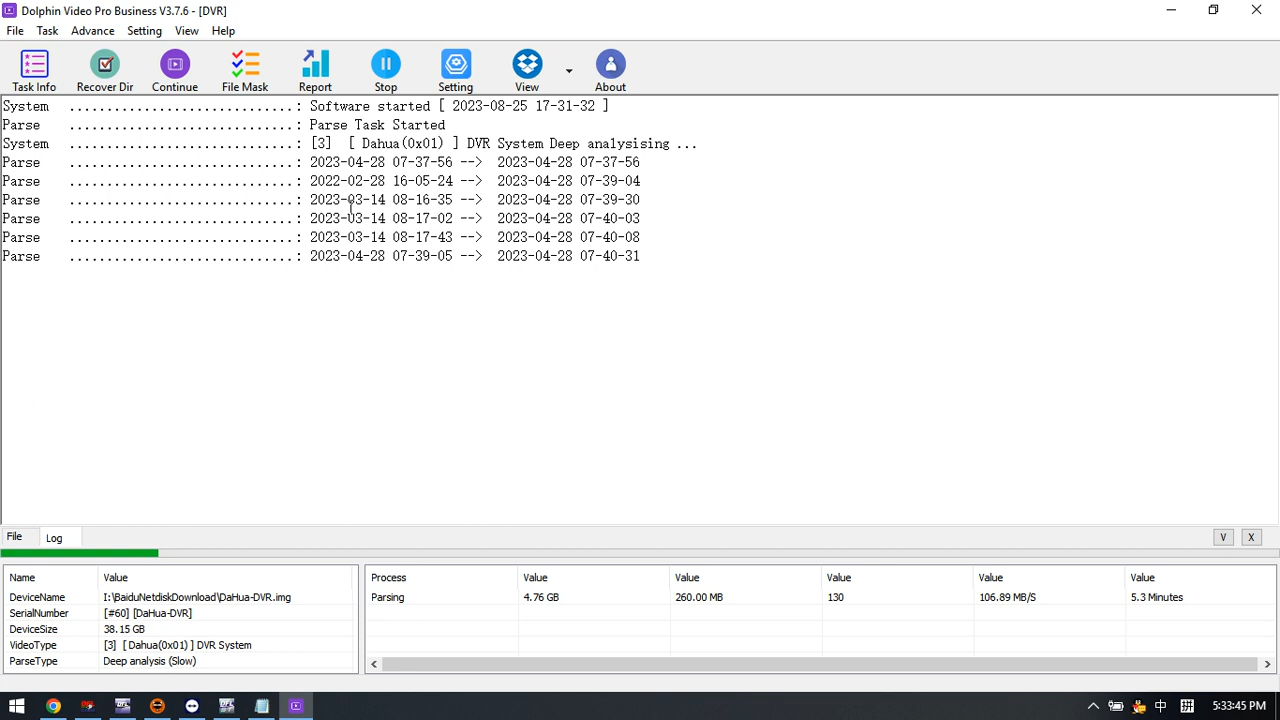 Dolphin Video Pro Business V3.7.6 - [DVR]
File Task Advance Setting View Help
Task Info Recover Dir Continue File Mask Report Stop Setting View About
System ..............................: Software started [ 2023-08-25 17-31-32 ]
Parse ..............................: Parse Task Started
System ..............................: [3] [ Dahua(0x01) ] DVR System Deep analysising ...
Parse ..............................: 2023-04-28 07-37-56 --> 2023-04-28 07-37-56
Parse ..............................: 2022-02-28 16-05-24 --> 2023-04-28 07-39-04
Parse ..............................: 2023-03-14 08-16-35 --> 2023-04-28 07-39-30
Parse ..............................: 2023-03-14 08-17-02 --> 2023-04-28 07-40-03
Parse ..............................: 2023-03-14 08-17-43 --> 2023-04-28 07-40-08
Parse ..............................: 2023-04-28 07-39-05 --> 2023-04-28 07-40-31
File Log V X
Name Value
DeviceName I:\BaiduNetdiskDownload\DaHua-DVR.img
SerialNumber [#60] [DaHua-DVR]
DeviceSize 38.15 GB
VideoType [3] [ Dahua(0x01) ] DVR System
ParseType Deep analysis (Slow)
Process Value Value Value Value Value
Parsing 4.76 GB 260.00 MB 130 106.89 MB/S 5.3 Minutes
中 拼 5:33:45 PM